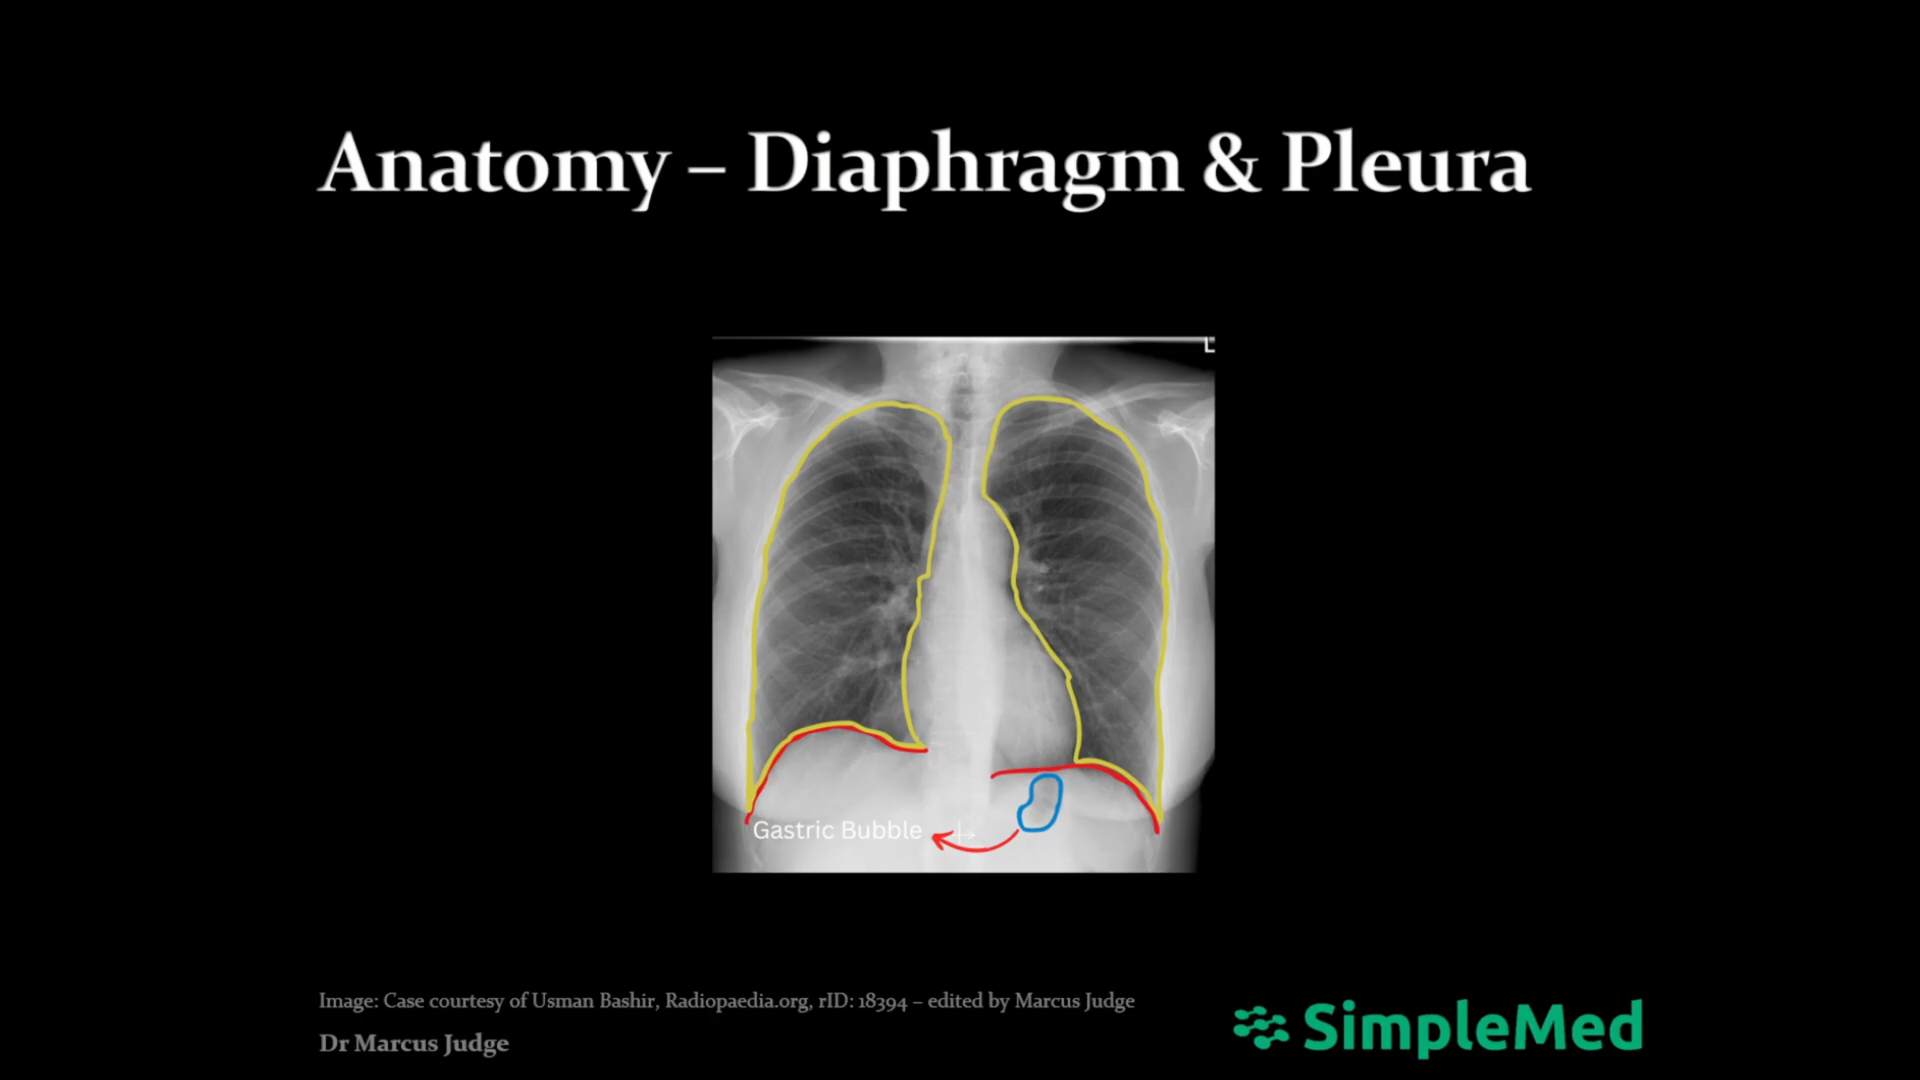 Anatomy – Diaphragm & Pleura
L
Gastric Bubble
Image: Case courtesy of Usman Bashir, Radiopaedia.org, rID: 18394 – edited by Marcus Judge
Dr Marcus Judge
SimpleMed